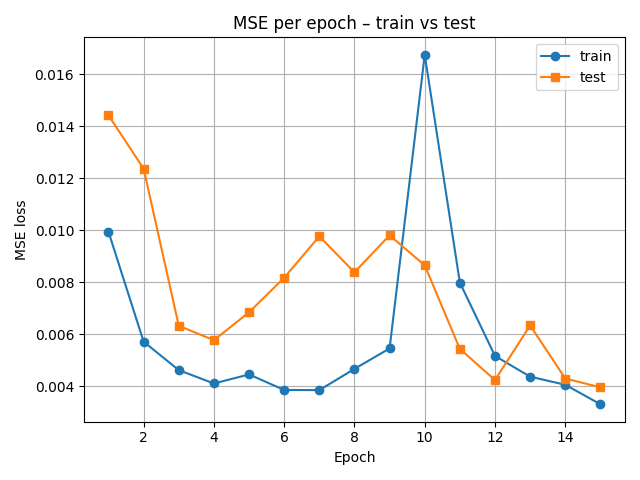 MSE per epoch – train vs test
train
test
0.016
0.014
0.012
0.010
0.008
0.006
0.004
MSE loss
2 4 6 8 10 12 14
Epoch